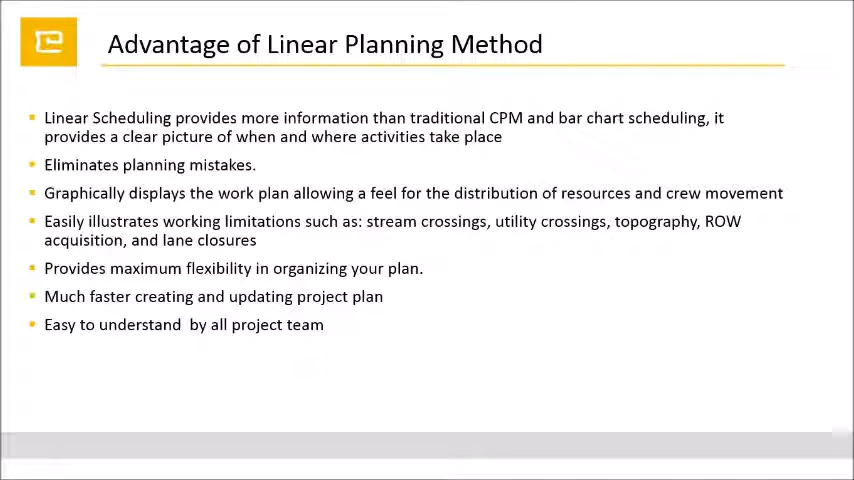 Advantage of Linear Planning Method
Linear Scheduling provides more information than traditional CPM and bar chart scheduling, it
provides a clear picture of when and where activities take place
Eliminates planning mistakes.
Graphically displays the work plan allowing a feel for the distribution of resources and crew movement
Easily illustrates working limitations such as: stream crossings, utility crossings, topography, ROW
acquisition, and lane closures
Provides maximum flexibility in organizing your plan.
Much faster creating and updating project plan
Easy to understand  by all project team